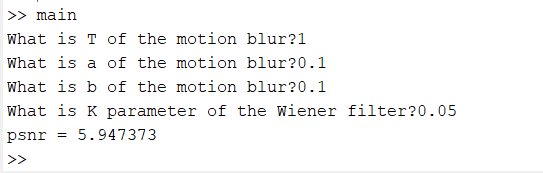 >> main
What is T of the motion blur?1
What is a of the motion blur?0.1
What is b of the motion blur?0.1
What is K parameter of the Wiener filter?0.05
psnr = 5.947373
>>